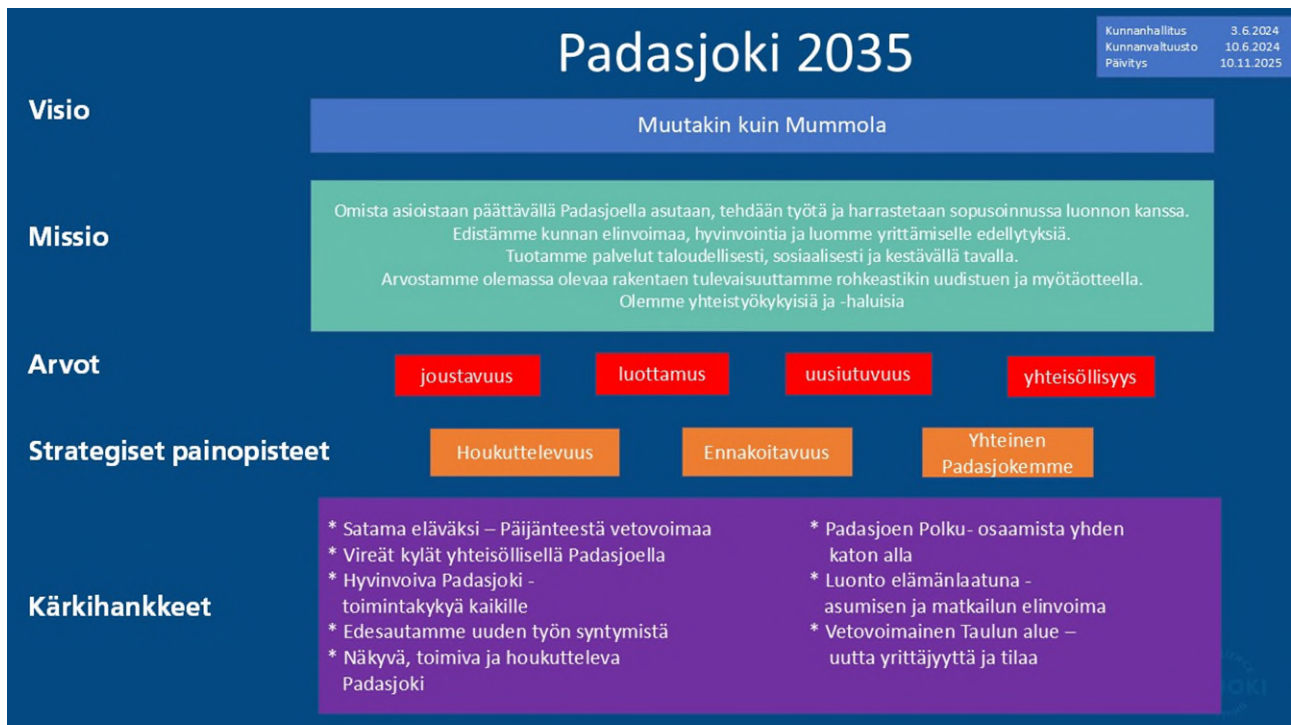 Padasjoki 2035
Kunnanhallitus 3.6.2024
Kunnanvaltuusto 10.6.2024
Päivitys 10.11.2025
Visio
Muutakin kuin Mummola
Missio
Omista asioistaan päättävällä Padasjoella asutaan, tehdään työtä ja harrastetaan sopusoinnussa luonnon kanssa.
Edistämme kunnan elinvoimaa, hyvinvointia ja luomme yrittämiselle edellytyksiä.
Tuotamme palvelut taloudellisesti, sosiaalisesti ja kestävällä tavalla.
Arvostamme olemassa olevaa rakentaen tulevaisuuttamme rohkeastikin uudistuen ja myötäotteella.
Olemme yhteistyökykyisiä ja -haluisia
Arvot
joustavuus
luottamus
uusiutuvuus
yhteisöllisyys
Strategiset painopisteet
Houkuttelevuus
Ennakoitavuus
Yhteinen
Padasjokemme
Kärkihankkeet
* Satama eläväksi – Päijänteestä vetovoimaa
* Vireät kylät yhteisöllisellä Padasjoella
* Hyvinvoiva Padasjoki -
toimintakykyä kaikille
* Edesautamme uuden työn syntymistä
* Näkyvä, toimiva ja houkutteleva
Padasjoki
* Padasjoen Polku- osaamista yhden
katon alla
* Luonto elämänlaatuna -
asumisen ja matkailun elinvoima
* Vetovoimainen Taulun alue –
uutta yrittäjyyttä ja tilaa